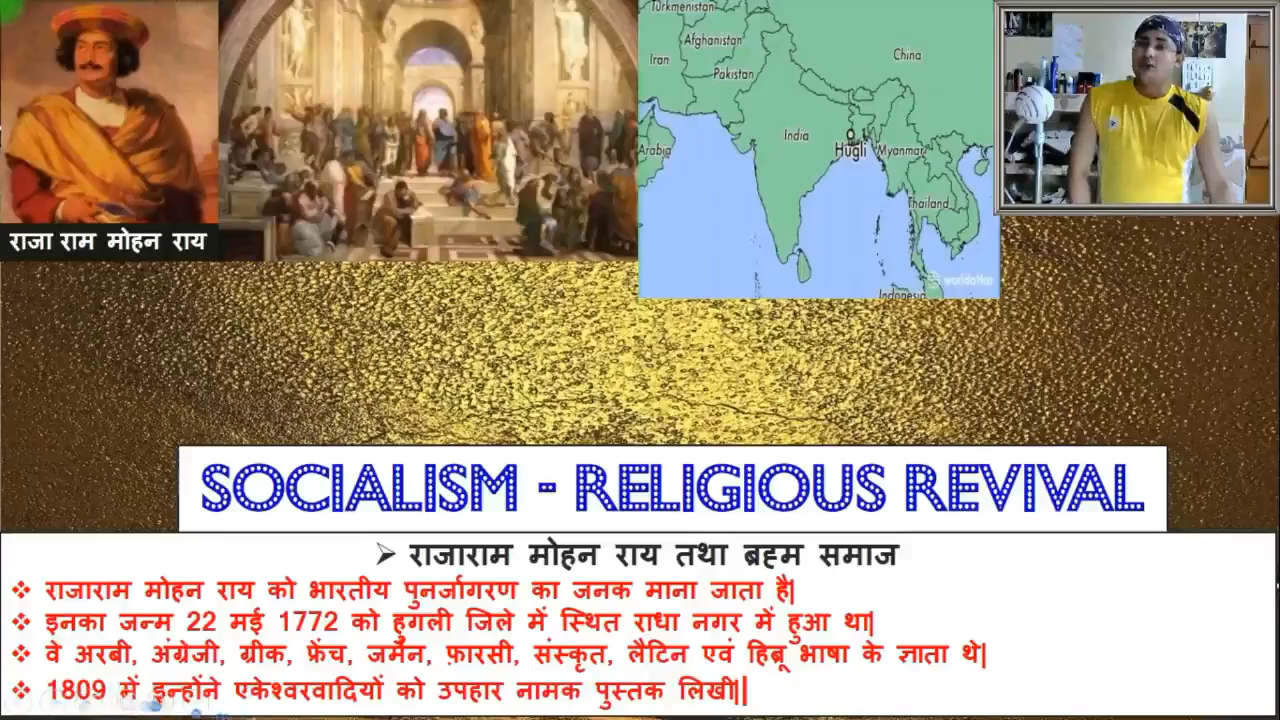 Turkmenistan
Afghanistan
Iran
China
Pakistan
India
Hugli
Arabia
Myanmar
Thailand
worldatlas
Indonesia
राजा राम मोहन राय
SOCIALISM - RELIGIOUS REVIVAL
➢ राजाराम मोहन राय तथा ब्रह्म समाज
❖ राजाराम मोहन राय को भारतीय पुनर्जागरण का जनक माना जाता है|
❖ इनका जन्म 22 मई 1772 को हुगली जिले में स्थित राधा नगर में हुआ था|
❖ वे अरबी, अंग्रेजी, ग्रीक, फ्रेंच, जर्मन, फ़ारसी, संस्कृत, लैटिन एवं हिब्रू भाषा के ज्ञाता थे|
❖ 1809 में इन्होंने एकेश्वरवादियों को उपहार नामक पुस्तक लिखी||